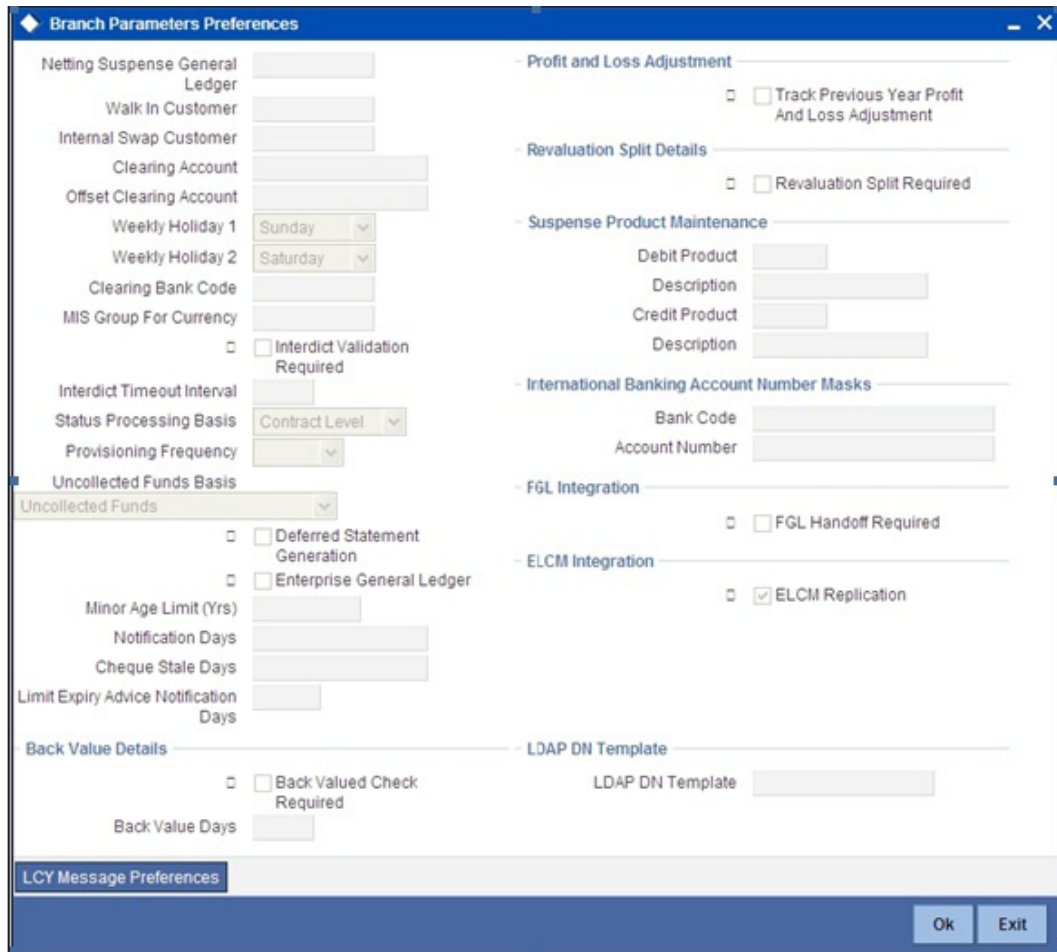 Branch Parameters Preferences
Netting Suspense General
Ledger
Walk In Customer
Internal Swap Customer
Clearing Account
Offset Clearing Account
Weekly Holiday 1
Sunday
Weekly Holiday 2
Saturday
Clearing Bank Code
MIS Group For Currency
Interdict Validation
Required
Interdict Timeout Interval
Status Processing Basis
Contract Level
Provisioning Frequency
Uncollected Funds Basis
Uncollected Funds
Deferred Statement
Generation
Enterprise General Ledger
Minor Age Limit (Yrs)
Notification Days
Cheque Stale Days
Limit Expiry Advice Notification
Days
Profit and Loss Adjustment
Track Previous Year Profit
And Loss Adjustment
Revaluation Split Details
Revaluation Split Required
Suspense Product Maintenance
Debit Product
Description
Credit Product
Description
International Banking Account Number Masks
Bank Code
Account Number
FGL Integration
FGL Handoff Required
ELCM Integration
ELCM Replication
Back Value Details
Back Valued Check
Required
Back Value Days
LDAP DN Template
LDAP DN Template
LCY Message Preferences
Ok
Exit